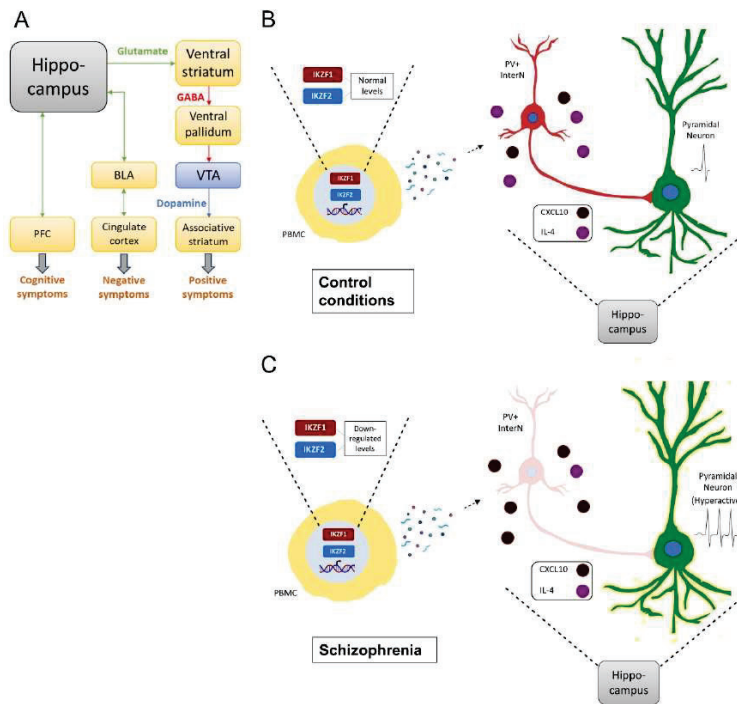 A
Hippo-
campus
Glutamate
Ventral
striatum
GABA
Ventral
pallidum
BLA
VTA
Dopamine
PFC
Cingulate
cortex
Associative
striatum
Cognitive
symptoms
Negative
symptoms
Positive
symptoms
B
IKZF1
IKZF2
Normal
levels
IKZF1
IKZF2
PBMC
Control
conditions
PV+
InterN
Pyramidal
Neuron
CXCL10
IL-4
Hippo-
campus
C
IKZF1
IKZF2
Down-
regulated
levels
IKZF1
IKZF2
PBMC
Schizophrenia
PV+
InterN
Pyramidal
Neuron
(Hyperactive
CXCL10
IL-4
Hippo-
campus